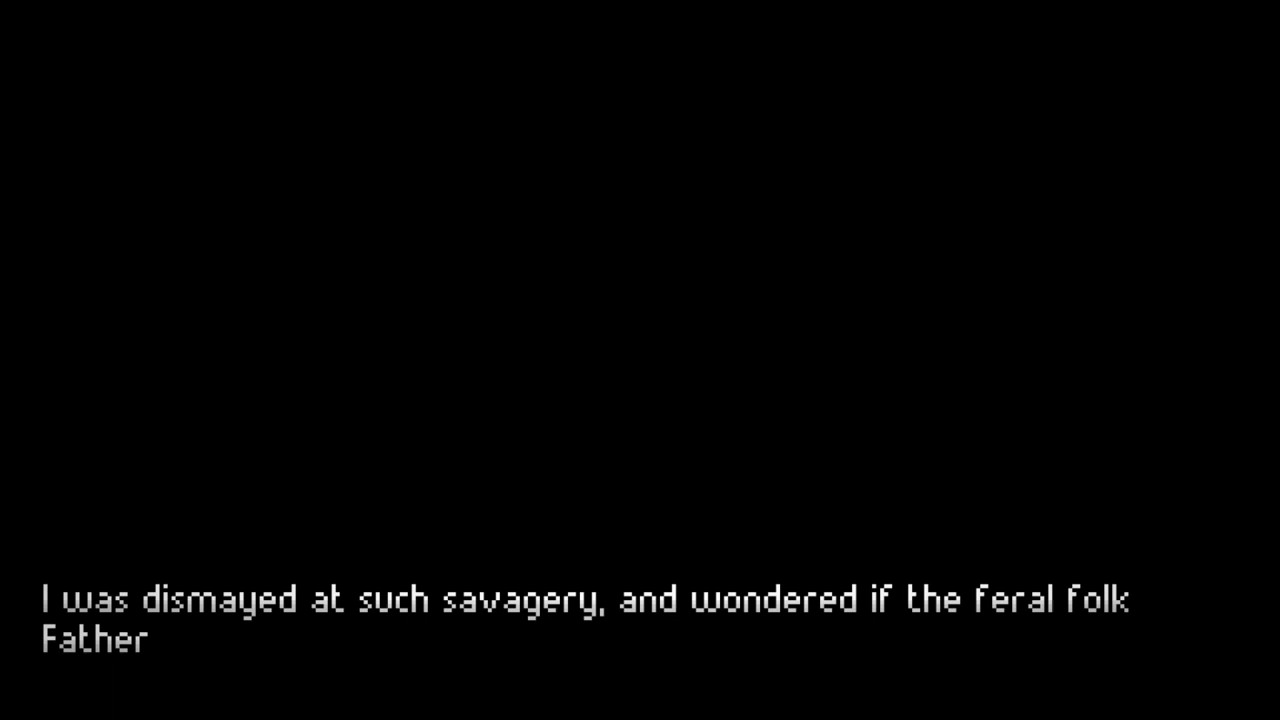 I was dismayed at such savagery, and wondered if the feral folk
Father